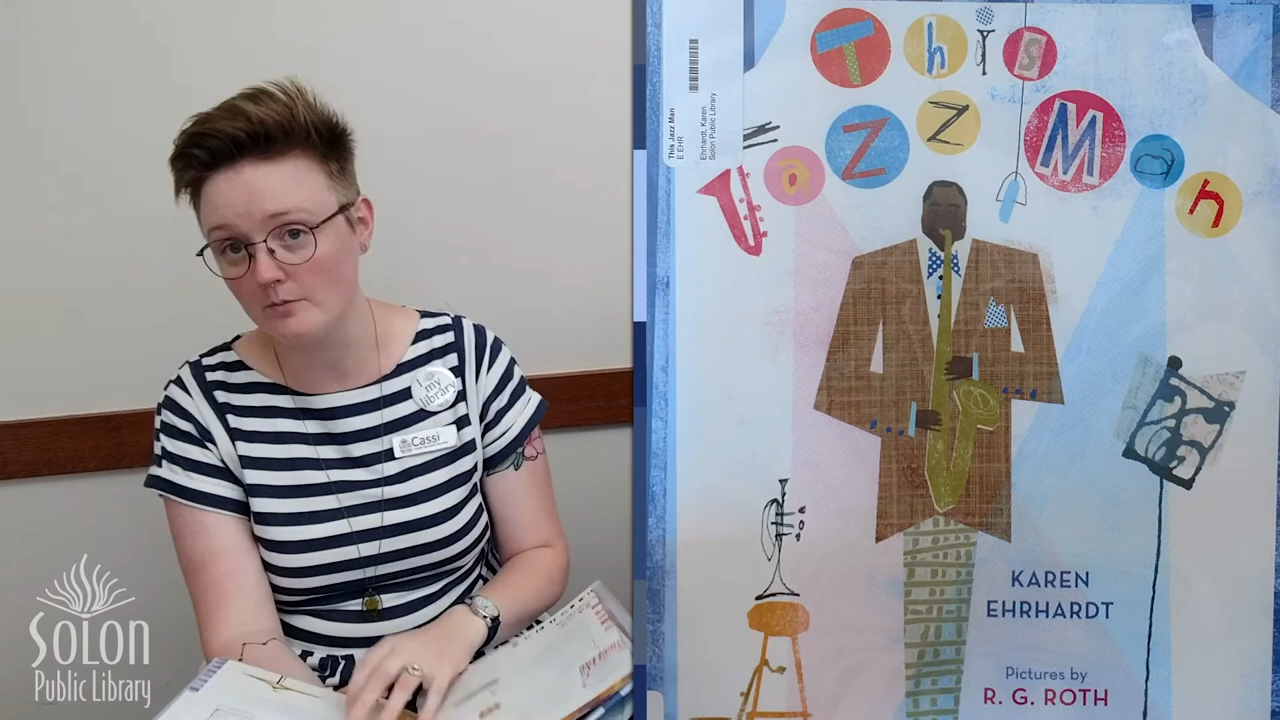 I
my
library
Cassi
SOLON
Public Library
This Jazz Man
E EHR
Ehrhardt, Karen
Solon Public Library
This
Jazz Man
KAREN
EHRHARDT
Pictures by
R. G. ROTH